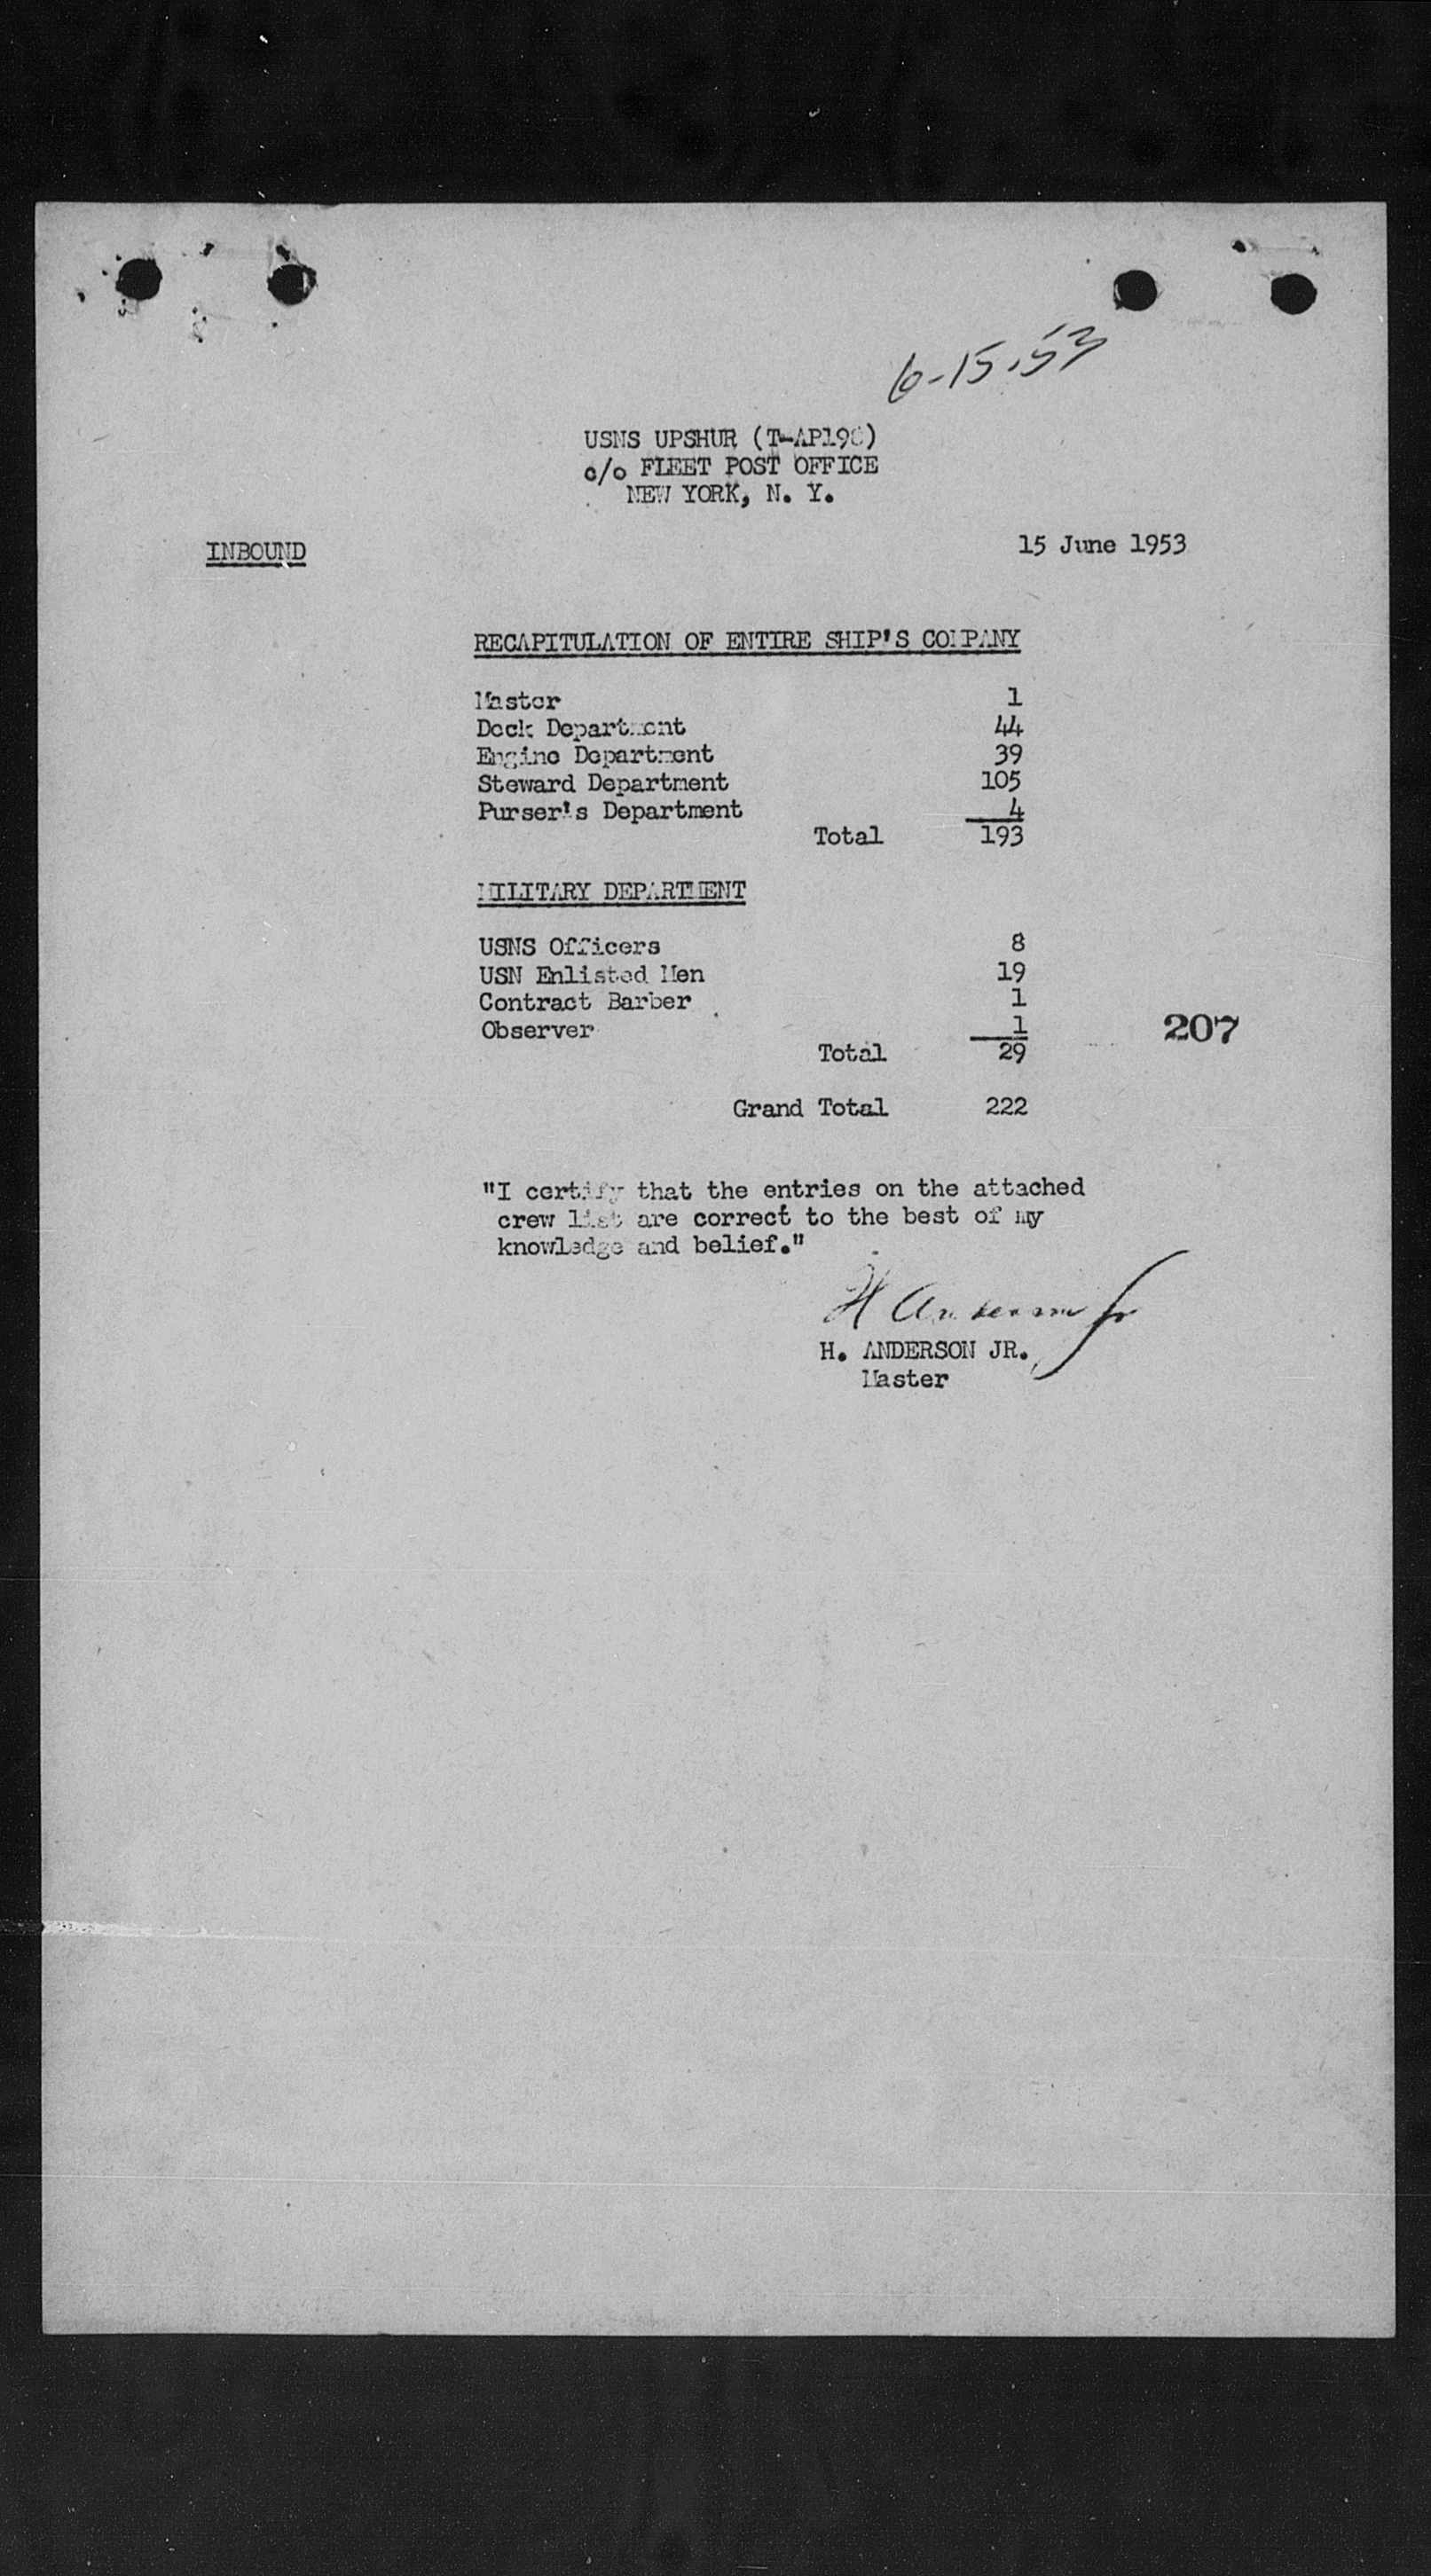 6-15-53
USNS UPSHUR (T-AP198)
c/o FLEET POST OFFICE
NEW YORK, N. Y.
INBOUND
15 June 1953
RECAPITULATION OF ENTIRE SHIP'S COMPANY
Master 1
Deck Department 44
Engine Department 39
Steward Department 105
Purser's Department 4
Total 193
MILITARY DEPARTMENT
USNS Officers 8
USN Enlisted Men 19
Contract Barber 1
Observer 1
207
Total 29
Grand Total 222
"I certify that the entries on the attached
crew list are correct to the best of my
knowledge and belief."
H Anderson Jr
H. ANDERSON JR.
Master